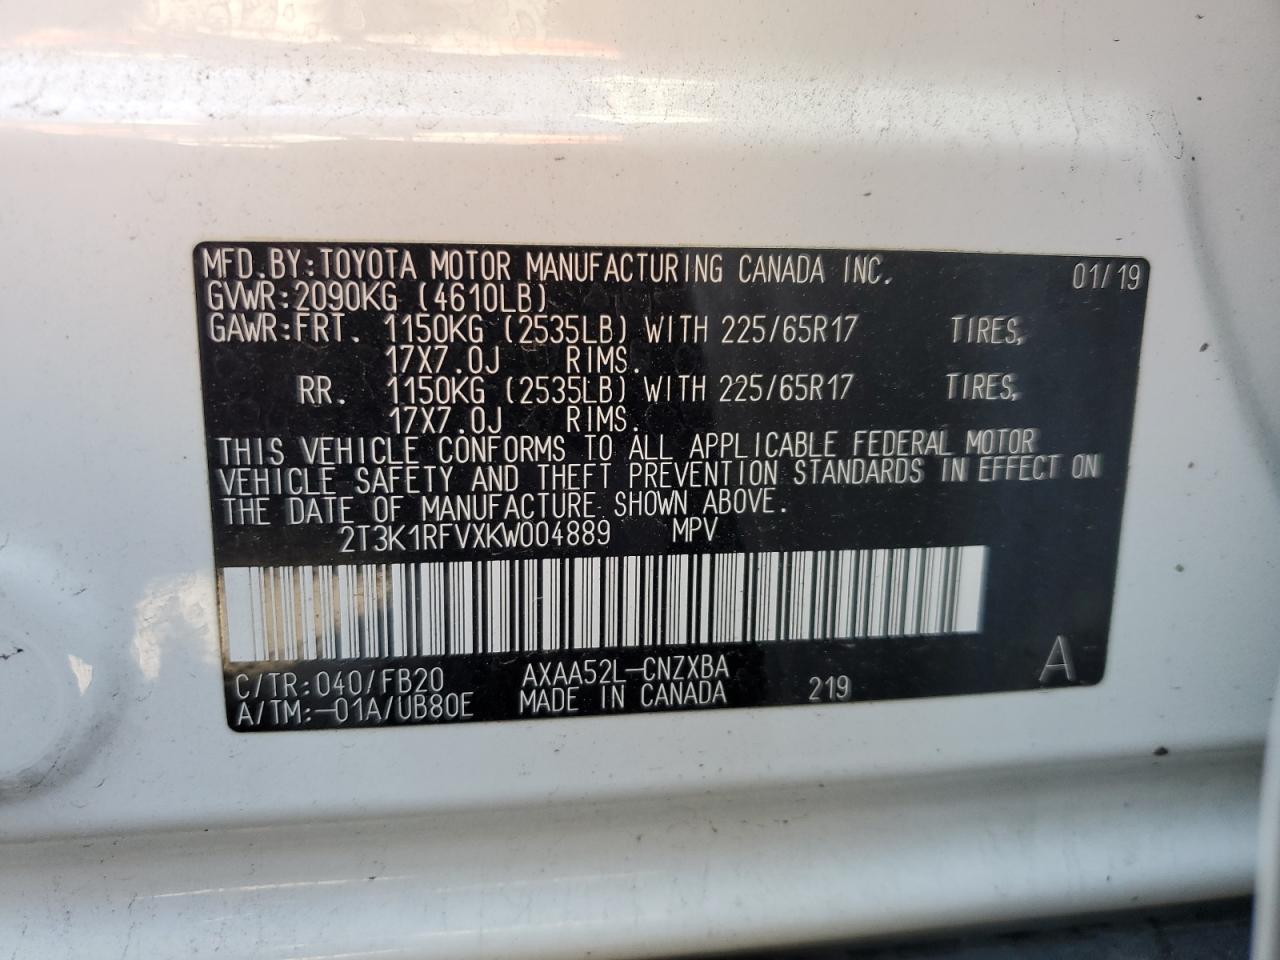 MFD.BY:TOYOTA MOTOR MANUFACTURING CANADA INC. 01/19
GVWR:2090KG (4610LB)
GAWR:FRT. 1150KG (2535LB) WITH 225/65R17 TIRES,
17X7.0J RIMS.
RR. 1150KG (2535LB) WITH 225/65R17 TIRES,
17X7.0J RIMS.
THIS VEHICLE CONFORMS TO ALL APPLICABLE FEDERAL MOTOR
VEHICLE SAFETY AND THEFT PREVENTION STANDARDS IN EFFECT ON
THE DATE OF MANUFACTURE SHOWN ABOVE.
2T3K1RFVXKW004889 MPV
C/TR:040/FB20 AXAA52L-CNZXBA A
A/TM:-01A/UB80E MADE IN CANADA 219